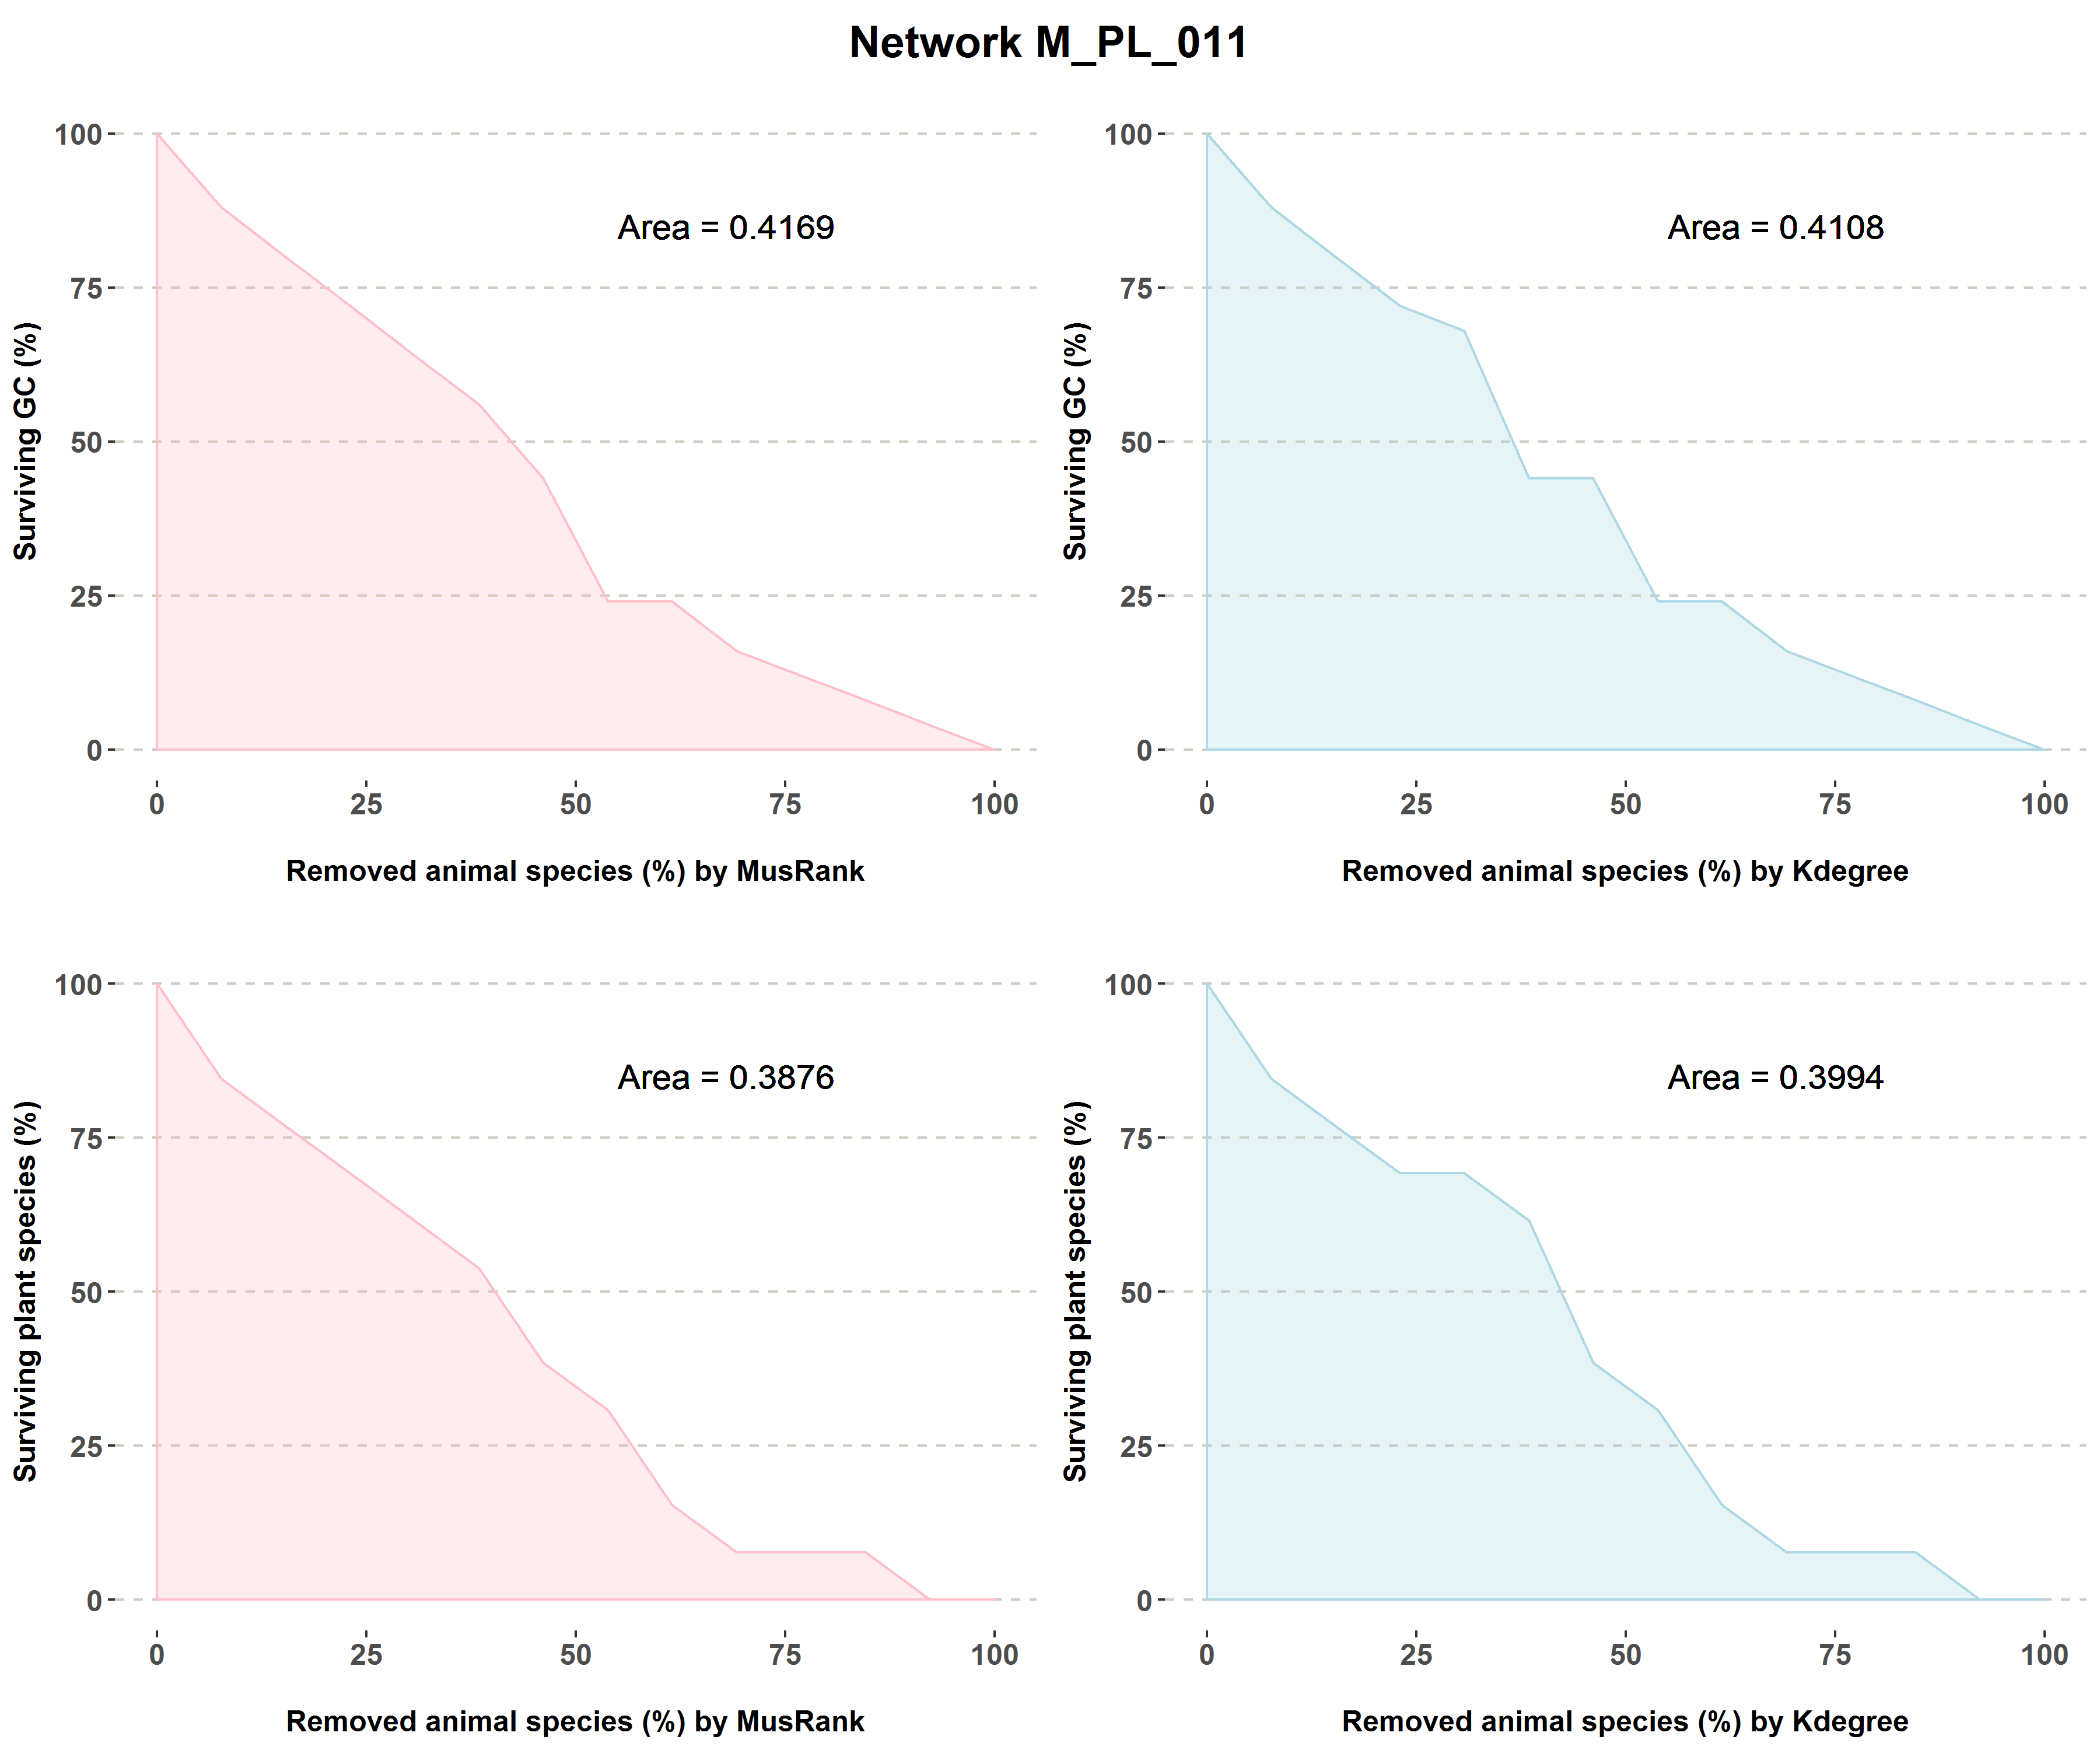 Network M_PL_011
Surviving GC (%)
100
75
50
25
0
Area = 0.4169
0 25 50 75 100
Removed animal species (%) by MusRank
Surviving GC (%)
100
75
50
25
0
Area = 0.4108
0 25 50 75 100
Removed animal species (%) by Kdegree
Surviving plant species (%)
100
75
50
25
0
Area = 0.3876
0 25 50 75 100
Removed animal species (%) by MusRank
Surviving plant species (%)
100
75
50
25
0
Area = 0.3994
0 25 50 75 100
Removed animal species (%) by Kdegree